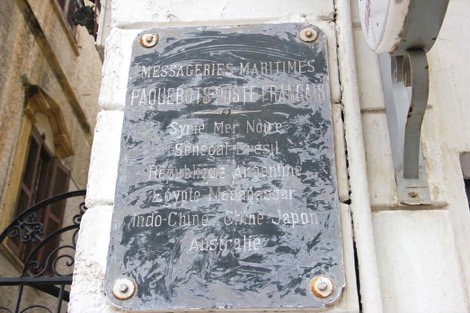 MESSAGERIES MARITIMES
PAQUEBOTS-POSTE FRANÇAIS
Syrie Mer Noire
Sénégal-Brésil
République Argentine
Egypte Madagascar
Indo-Chine Chine-Japon
Australie